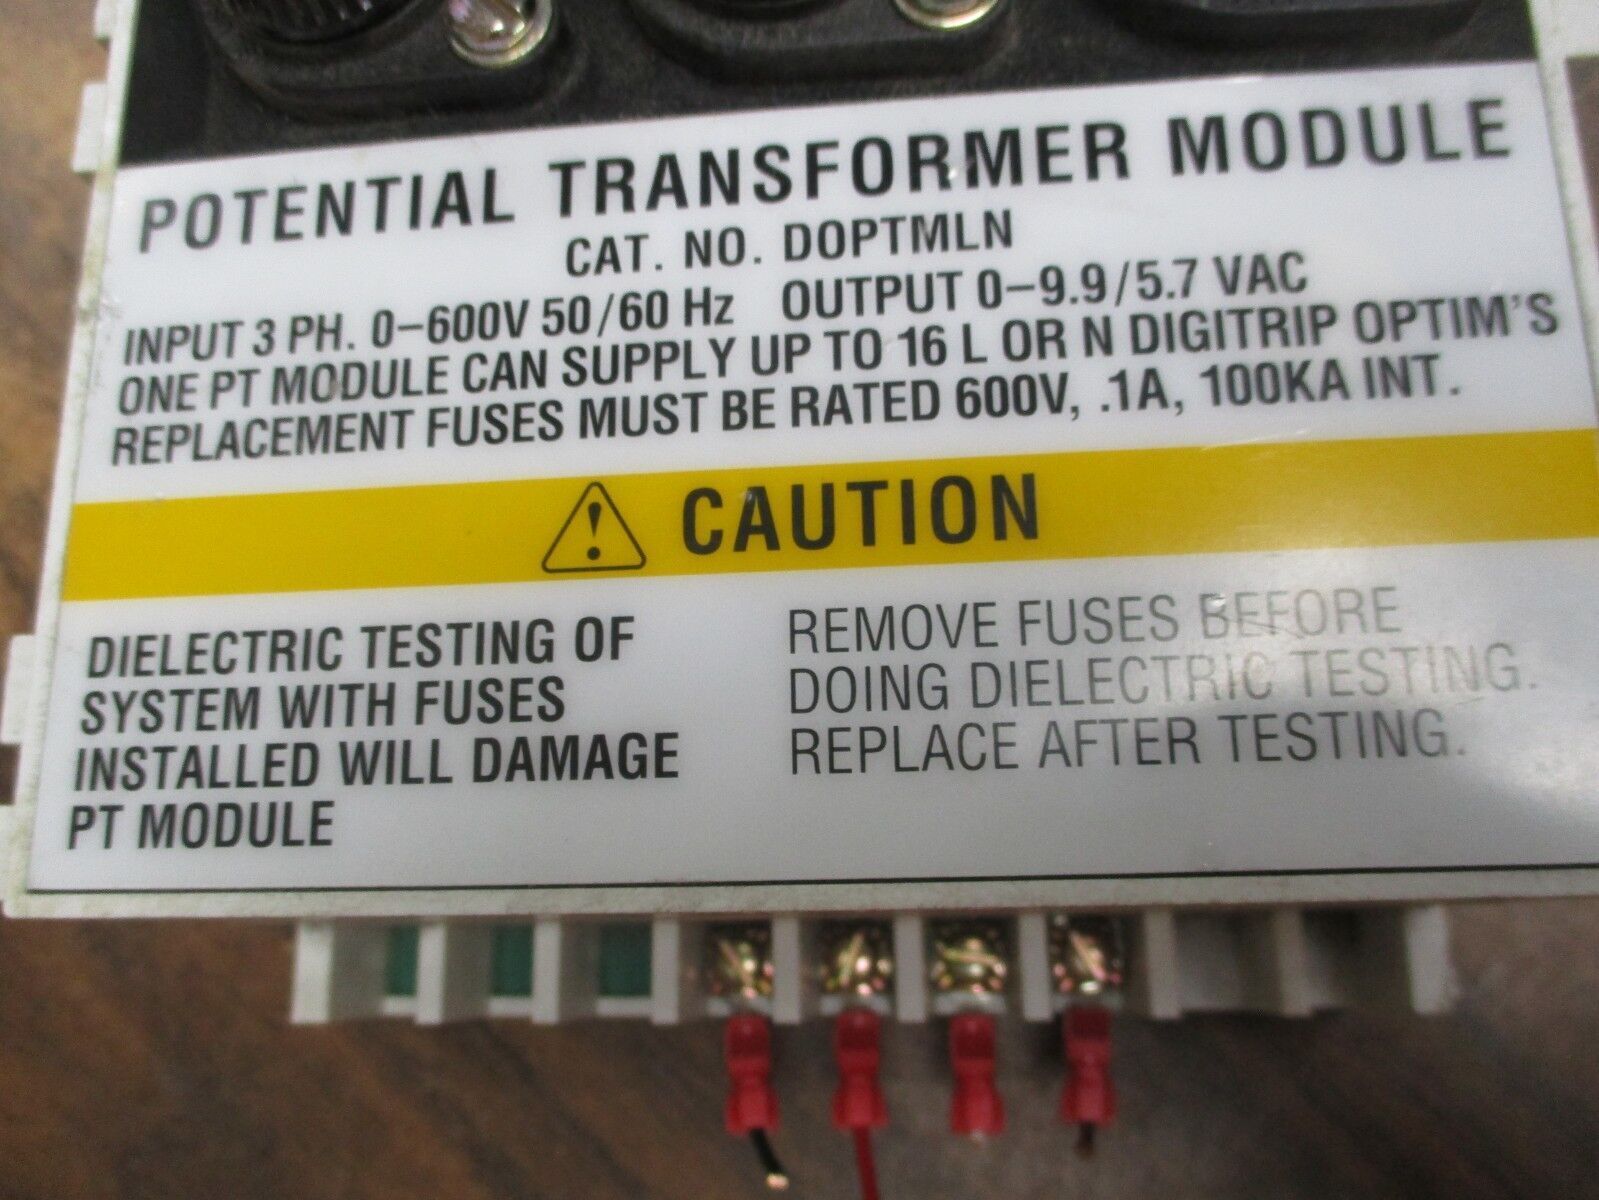 POTENTIAL TRANSFORMER MODULE
CAT. NO. DOPTMLN
INPUT 3 PH. 0-600V 50/60 Hz OUTPUT 0-9.9/5.7 VAC
ONE PT MODULE CAN SUPPLY UP TO 16 L OR N DIGITRIP OPTIM'S
REPLACEMENT FUSES MUST BE RATED 600V, .1A, 100KA INT.
! CAUTION
DIELECTRIC TESTING OF
SYSTEM WITH FUSES
INSTALLED WILL DAMAGE
PT MODULE
REMOVE FUSES BEFORE
DOING DIELECTRIC TESTING.
REPLACE AFTER TESTING.